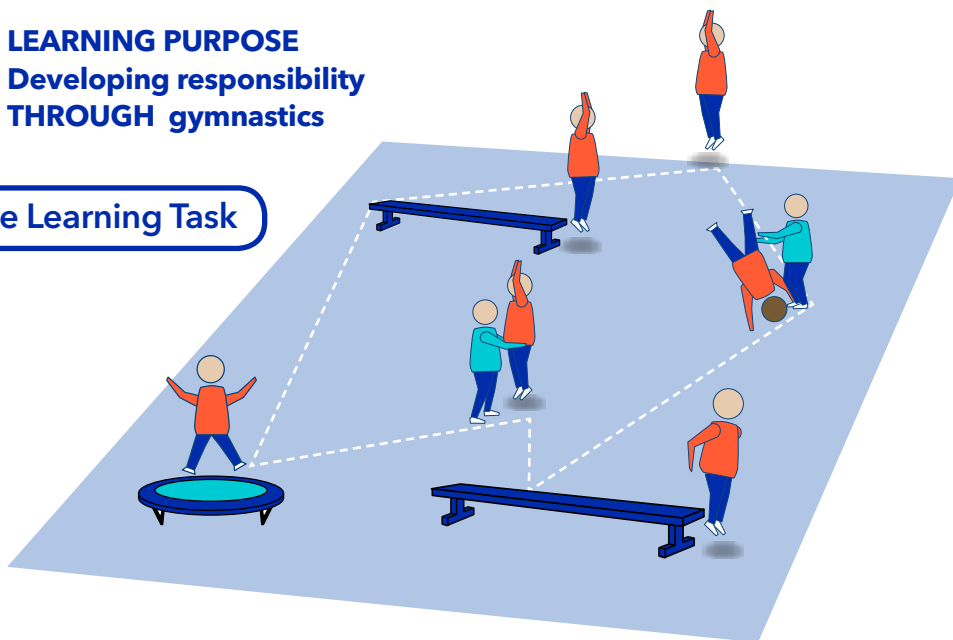 LEARNING PURPOSE
Developing responsibility
THROUGH gymnastics
e Learning Task